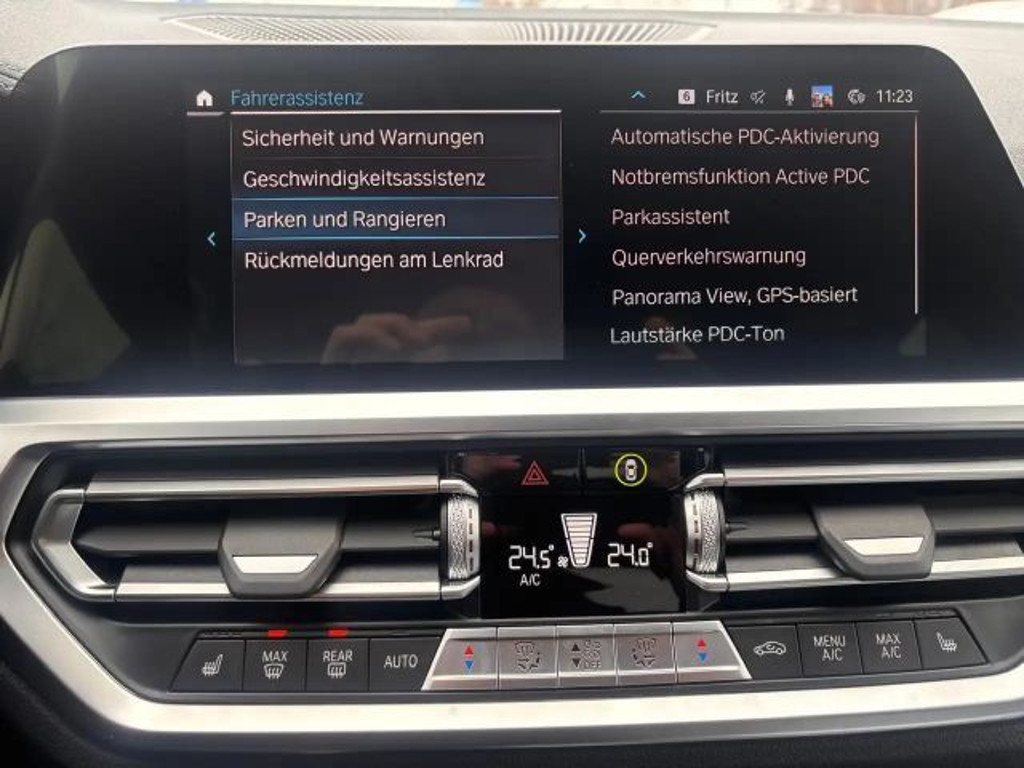 Fahrerassistenz
6 Fritz 11:23
Sicherheit und Warnungen
Geschwindigkeitsassistenz
Parken und Rangieren
Rückmeldungen am Lenkrad
Automatische PDC-Aktivierung
Notbremsfunktion Active PDC
Parkassistent
Querverkehrswarnung
Panorama View, GPS-basiert
Lautstärke PDC-Ton
24.5° 24.0°
A/C
MAX
REAR
AUTO
OFF
MENU
A/C
MAX
A/C